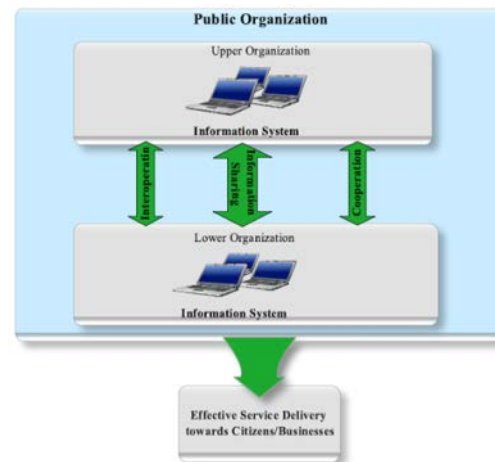 Public Organization
Upper Organization
Information System
Interoperatin
Information
Sharing
Cooperation
Lower Organization
Information System
Effective Service Delivery
towards Citizens/Businesses